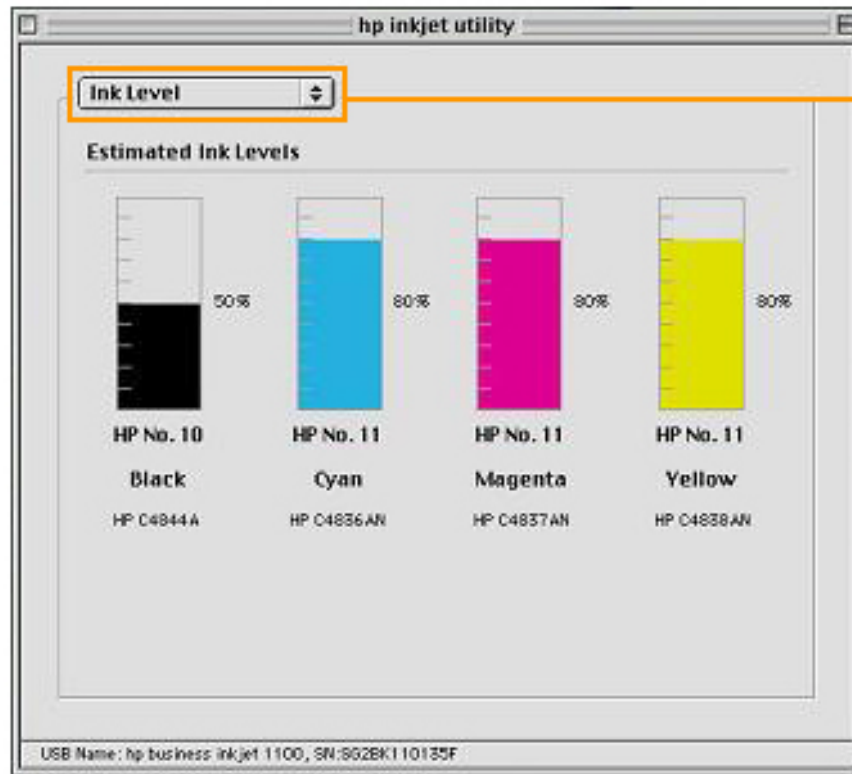 hp inkjet utility
Ink Level
Estimated Ink Levels
50% 80% 80% 80%
HP No. 10 HP No. 11 HP No. 11 HP No. 11
Black Cyan Magenta Yellow
HP C4844A HP C4836AN HP C4837AN HP C4838AN
USB Name: hp business inkjet 1100, SN:SG2BK110135F